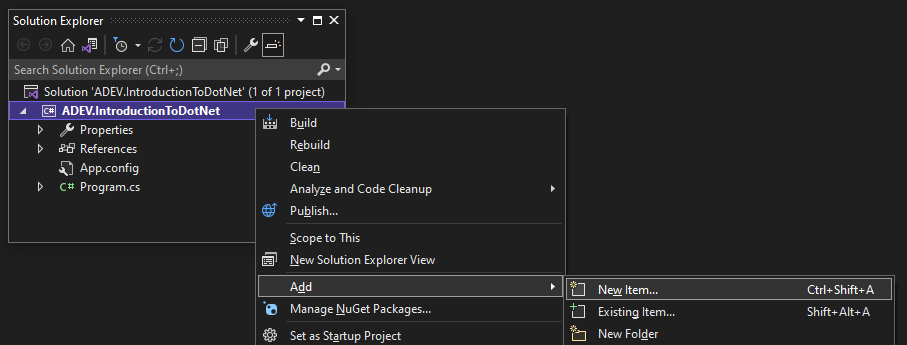 Solution Explorer
Search Solution Explorer (Ctrl+;)
Solution 'ADEV.IntroductionToDotNet' (1 of 1 project)
C# ADEV.IntroductionToDotNet
Properties
References
App.config
C# Program.cs
Build
Rebuild
Clean
Analyze and Code Cleanup
Publish...
Scope to This
New Solution Explorer View
Add
Manage NuGet Packages...
Set as Startup Project
New Item... Ctrl+Shift+A
Existing Item... Shift+Alt+A
New Folder